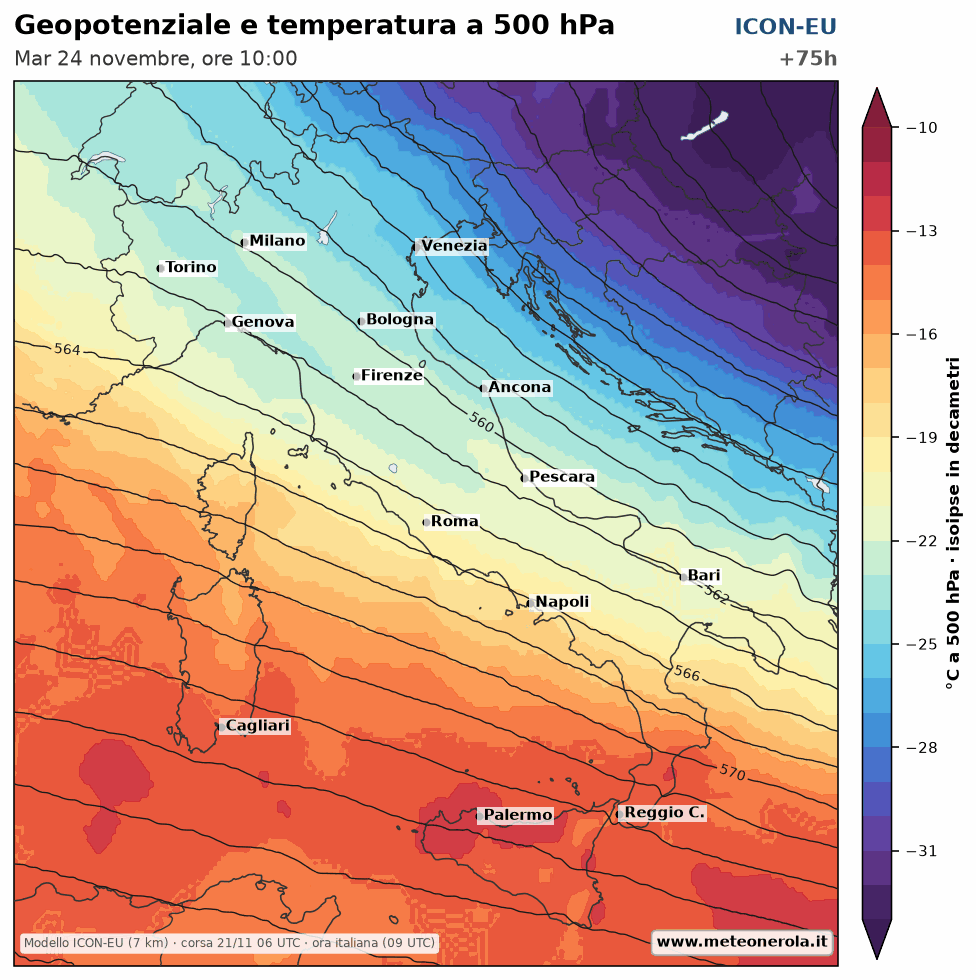 Geopotenziale e temperatura a 500 hPa
ICON-EU
Mar 24 novembre, ore 10:00
+75h
−10
−13
−16
−19
−22
−25
−28
−31
°C a 500 hPa · isoipse in decametri
Milano
Venezia
Torino
Genova
Bologna
564
Firenze
Ancona
560
Pescara
Roma
Bari
562
Napoli
566
Cagliari
570
Palermo
Reggio C.
Modello ICON-EU (7 km) · corsa 21/11 06 UTC · ora italiana (09 UTC)
www.meteonerola.it